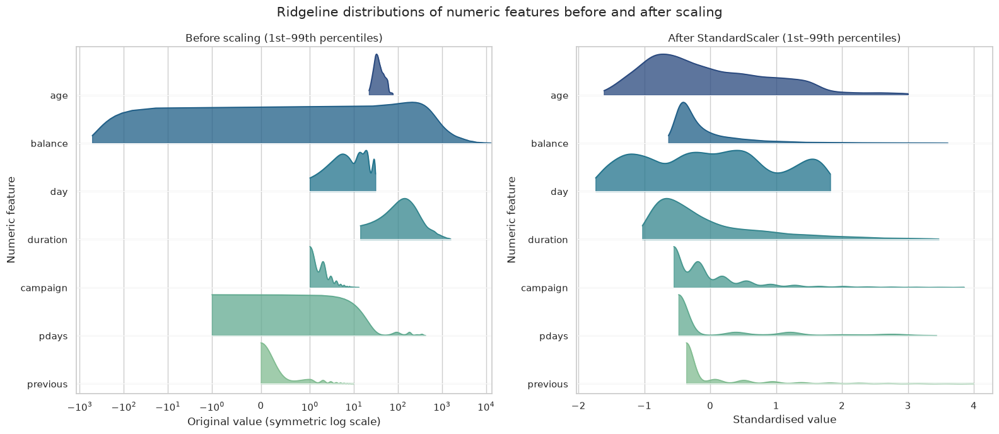 Ridgeline distributions of numeric features before and after scaling
Before scaling (1st–99th percentiles)
Numeric feature
age
balance
day
duration
campaign
pdays
previous
−10³ −10² −10¹ −10⁰ 0 10⁰ 10¹ 10² 10³ 10⁴
Original value (symmetric log scale)
After StandardScaler (1st–99th percentiles)
Numeric feature
age
balance
day
duration
campaign
pdays
previous
−2 −1 0 1 2 3 4
Standardised value